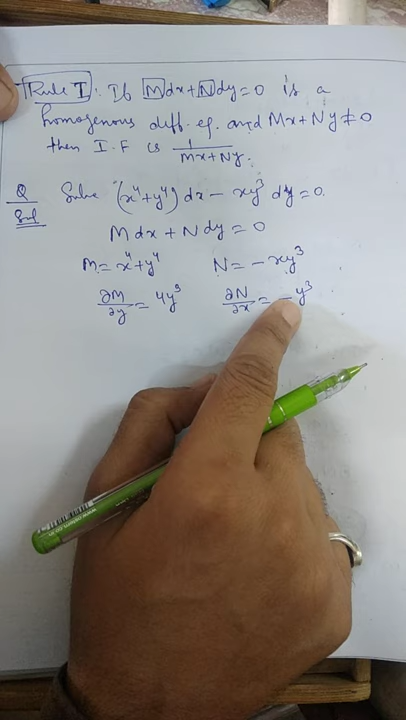 Rule I: If Mdx+Ndy=0 is a
homogenous diff. eq. and Mx+Ny≠0
then I.F is 1/(Mx+Ny).
Q Solve (x⁴+y⁴) dx - xy³ dy=0.
Sol
Mdx + Ndy = 0
M= x⁴+y⁴ N= -xy³
∂M/∂y = 4y³ ∂N/∂x = -y³